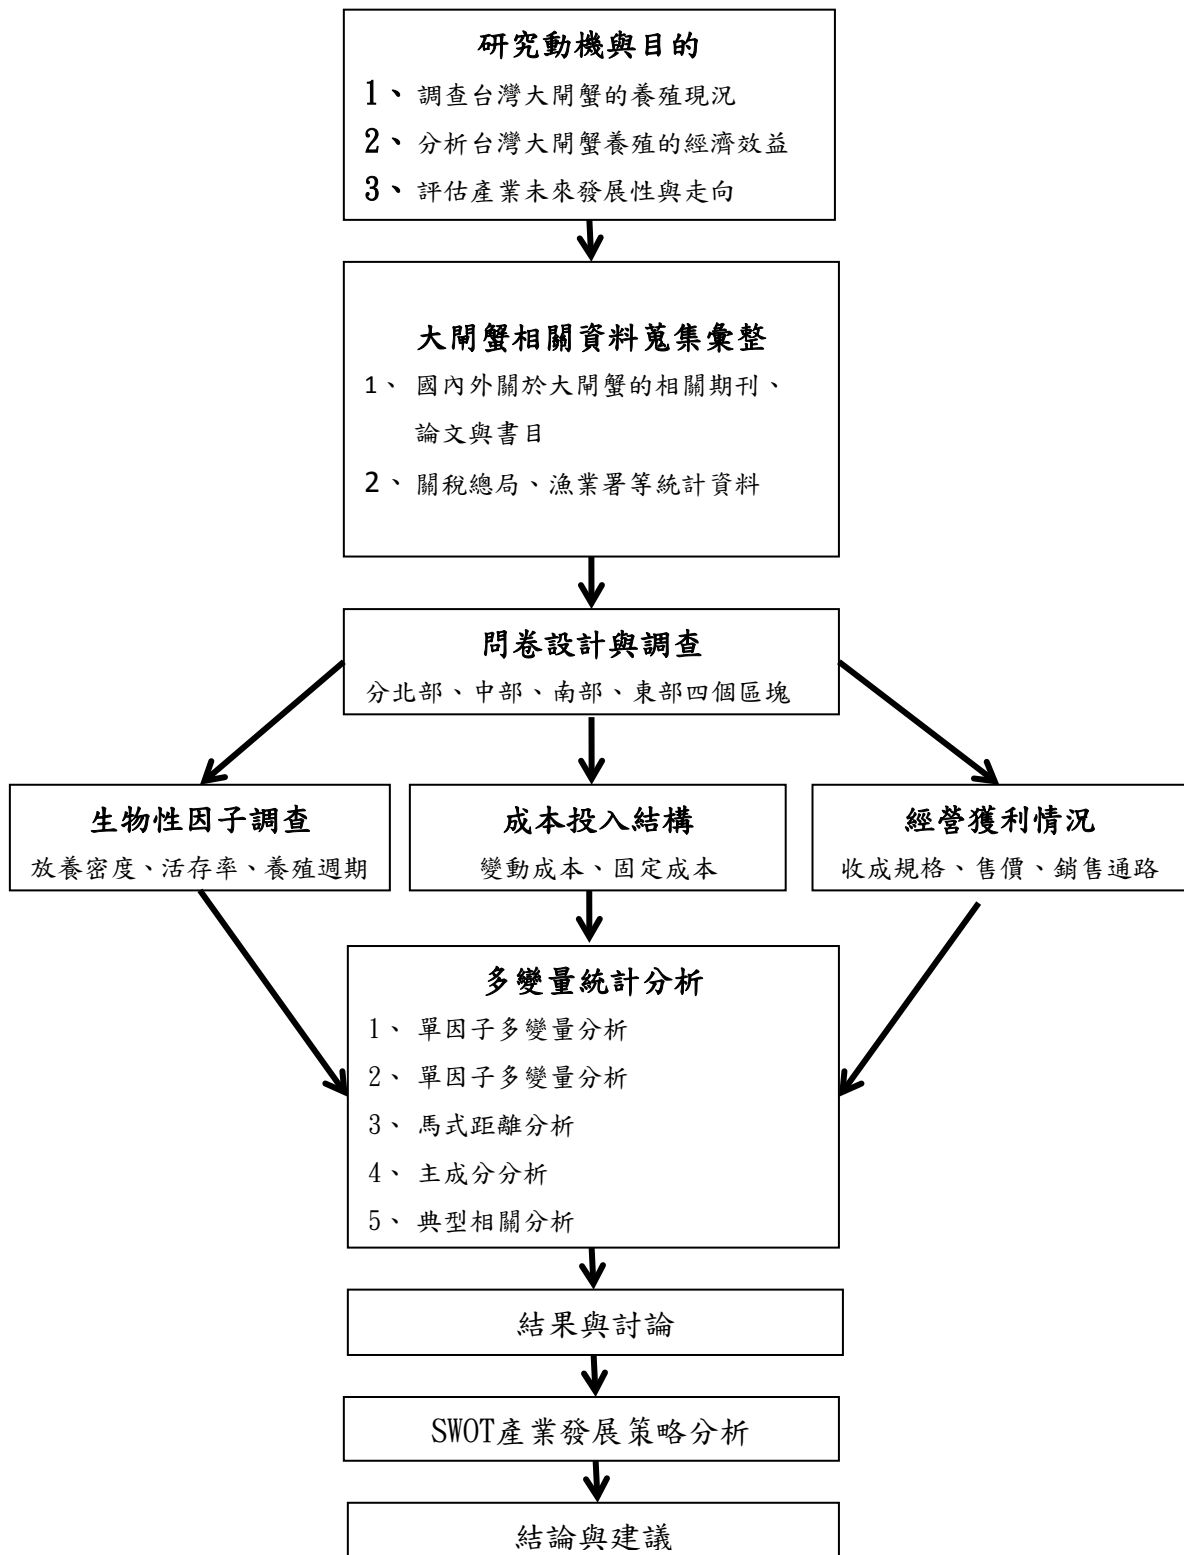 研究動機與目的
1、 調查台灣大閘蟹的養殖現況
2、 分析台灣大閘蟹養殖的經濟效益
3、 評估產業未來發展性與走向
大閘蟹相關資料蒐集彙整
1、 國內外關於大閘蟹的相關期刊、
論文與書目
2、 關稅總局、漁業署等統計資料
問卷設計與調查
分北部、中部、南部、東部四個區塊
生物性因子調查
放養密度、活存率、養殖週期
成本投入結構
變動成本、固定成本
經營獲利情況
收成規格、售價、銷售通路
多變量統計分析
1、 單因子多變量分析
2、 單因子多變量分析
3、 馬式距離分析
4、 主成分分析
5、 典型相關分析
結果與討論
SWOT產業發展策略分析
結論與建議